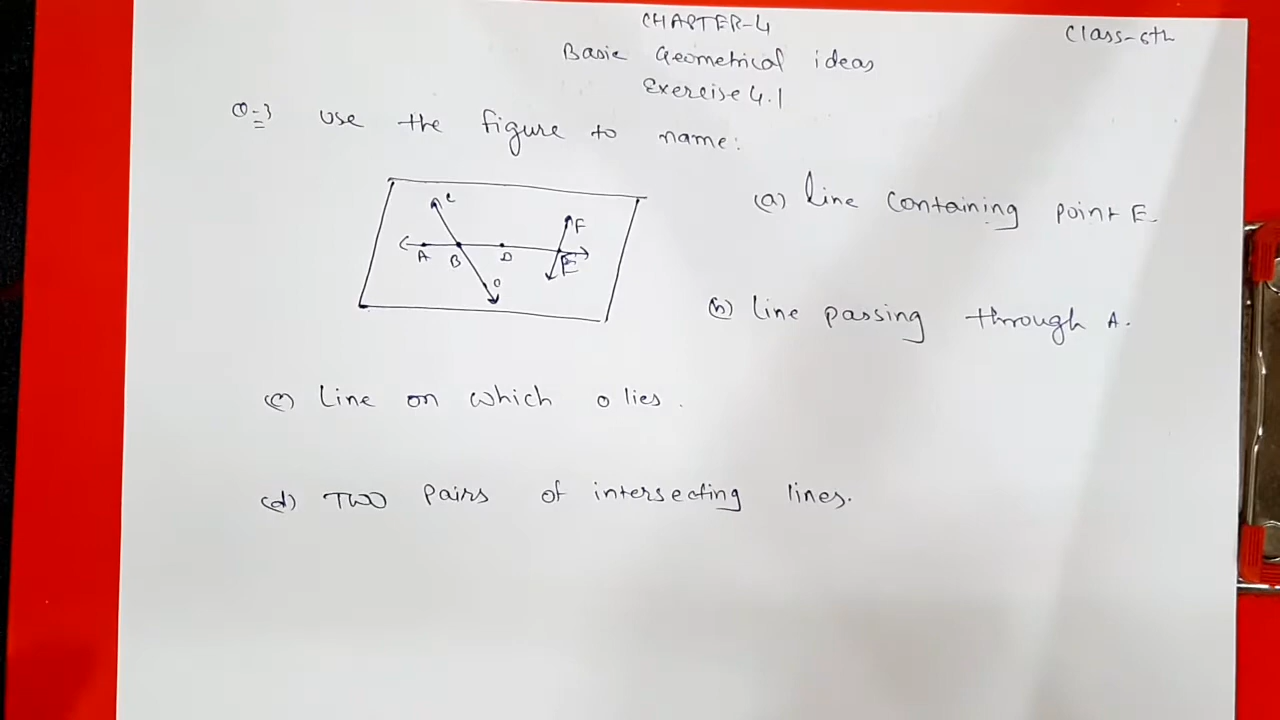 CHAPTER-4
Class-6th
Basic Geometrical ideas
Exercise 4.1
Q-3 Use the figure to name:
C
F
A B D E
O
(a) line containing point E
(b) line passing through A.
(c) line on which O lies.
(d) Two pairs of intersecting lines.